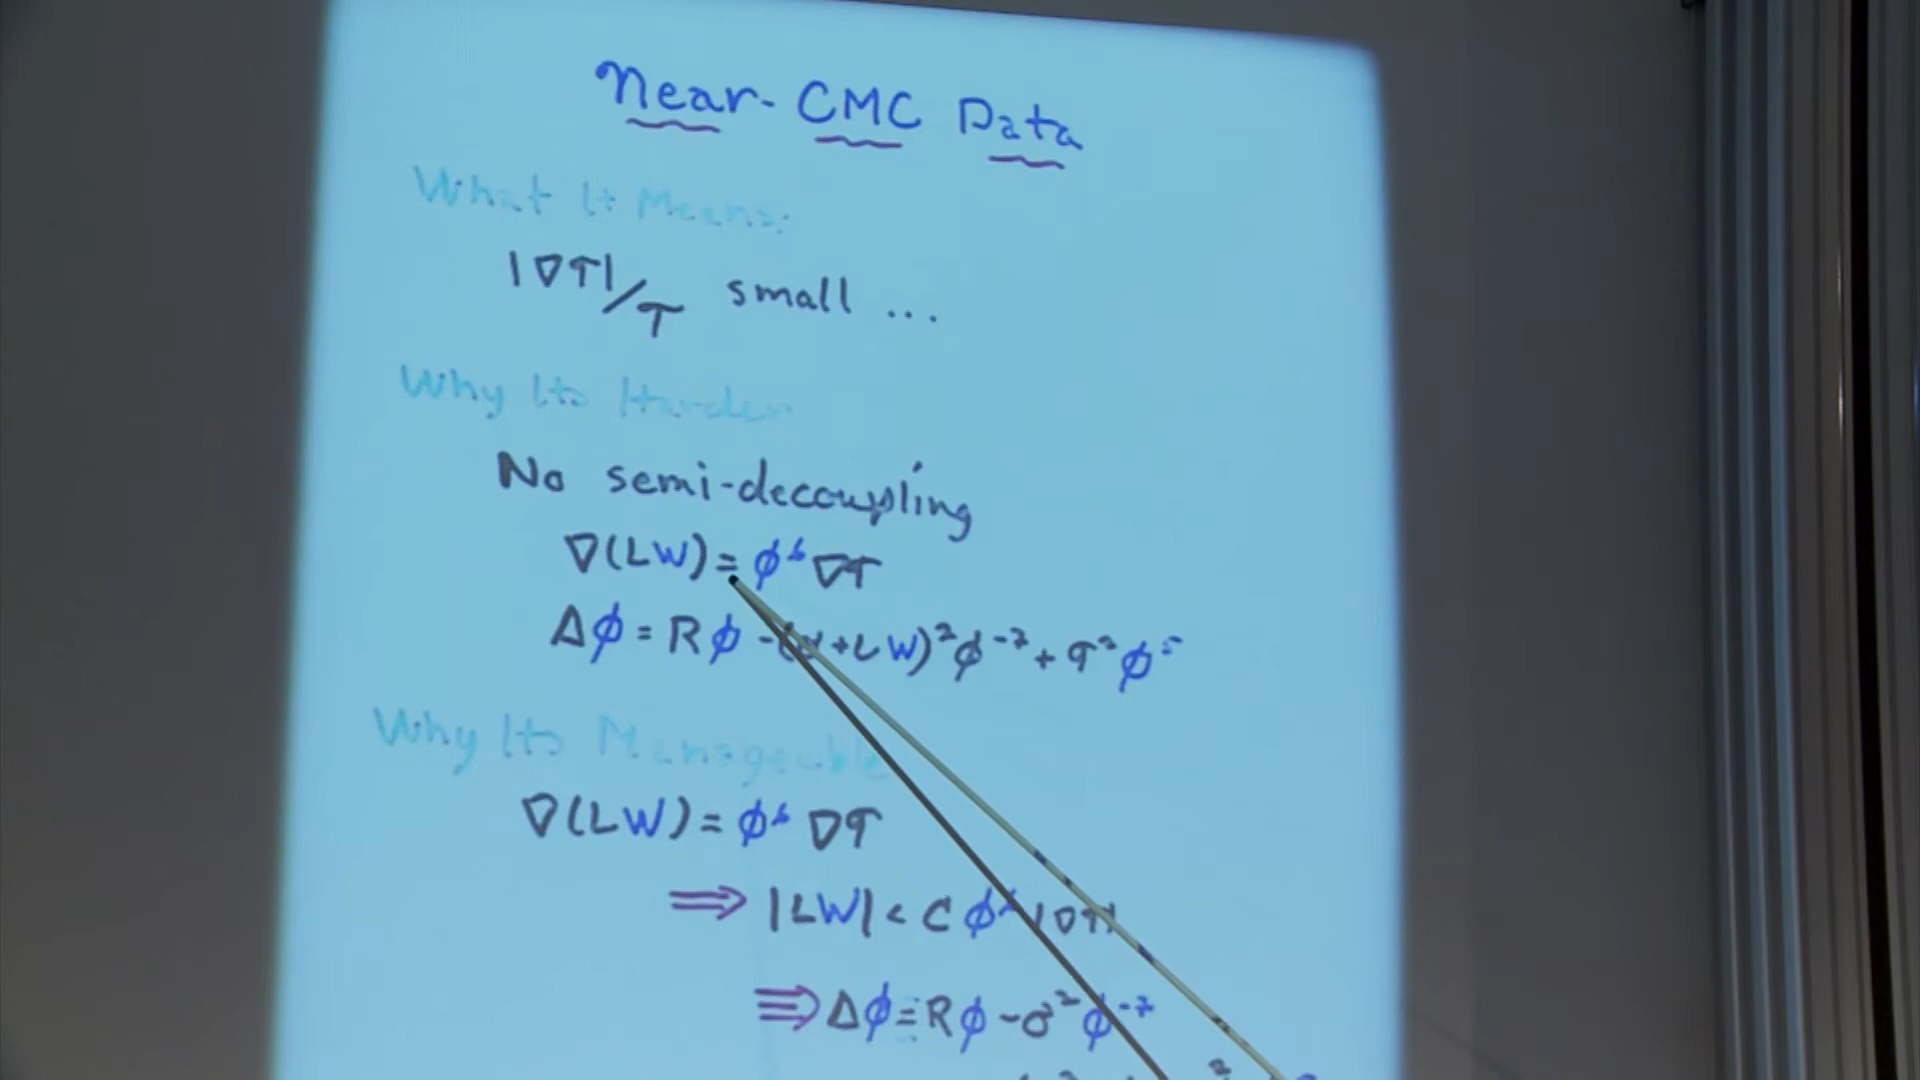 Near-CMC Data
What It Means:
|∇τ|/τ small ...
Why Its Harder
No semi-decoupling
∇(LW) = φ⁶ ∇τ
Δφ = Rφ - (σ+LW)²φ⁻⁷ + τ²φ⁵
Why Its Manageable
∇(LW) = φ⁶ ∇τ
⇒ |LW| < C φ⁶ |∇τ|
⇒ Δφ = Rφ - σ²φ⁻⁷